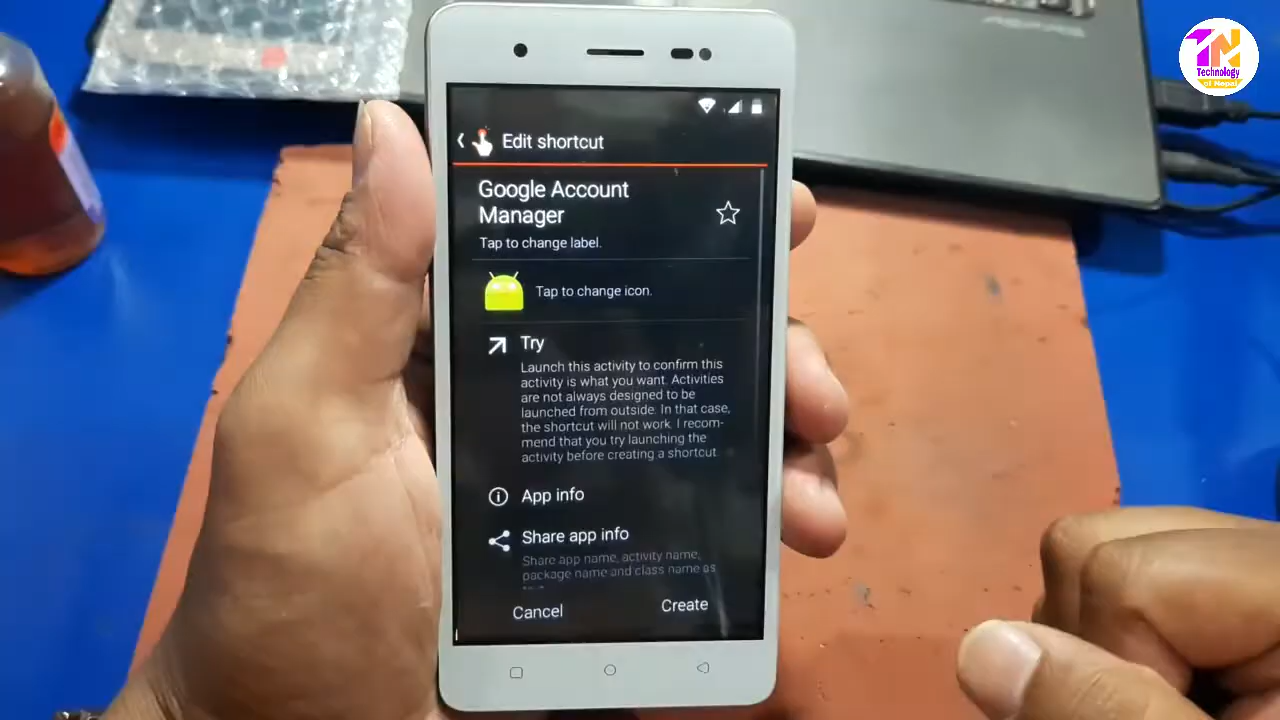 Technology
of Nepal
Edit shortcut
Google Account
Manager
Tap to change label.
Tap to change icon.
Try
Launch this activity to confirm this
activity is what you want. Activities
are not always designed to be
launched from outside. In that case,
the shortcut will not work. I recom-
mend that you try launching the
activity before creating a shortcut.
App info
Share app info
Share app name, activity name,
package name and class name as
Cancel
Create